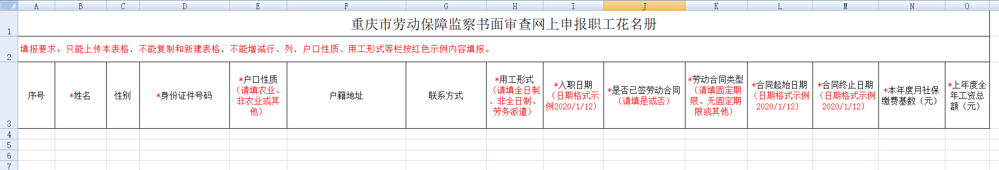 A B C D E F G H I J K L M N O
1 重庆市劳动保障监察书面审查网上申报职工花名册
2 填报要求：只能上传本表格，不能复制和新建表格，不能增减行、列，户口性质、用工形式等栏按红色示例内容填报。
3
序号
*姓名
性别
*身份证件号码
*户口性质
（请填农业、
非农业或其
他）
户籍地址
联系方式
*用工形式
（请填全日制
、非全日制、
劳务派遣）
*入职日期
（日期格式示
例2020/1/12）
*是否已签劳动合同
（请填是或否）
*劳动合同类型
（请填固定期
限、无固定期
限或其他）
*合同起始日期
（日期格式示例
2020/1/12）
*合同终止日期
（日期格式示例
2020/1/12）
*本年度月社保
缴费基数（元）
*上年度全
年工资总
额（元）
4
5
6
7